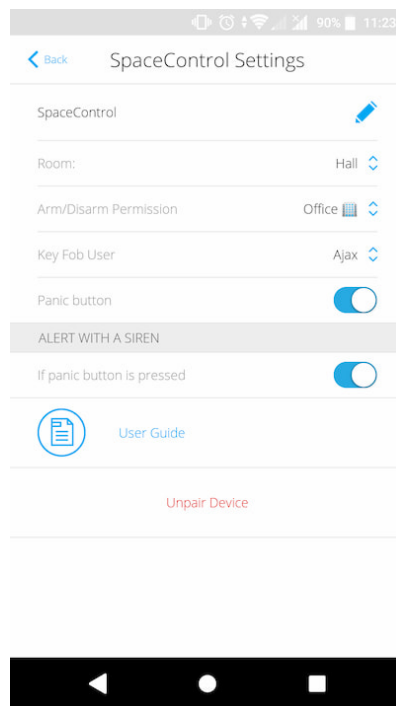 90% 11:23
Back SpaceControl Settings
SpaceControl
Room: Hall
Arm/Disarm Permission Office
Key Fob User Ajax
Panic button
ALERT WITH A SIREN
If panic button is pressed
User Guide
Unpair Device